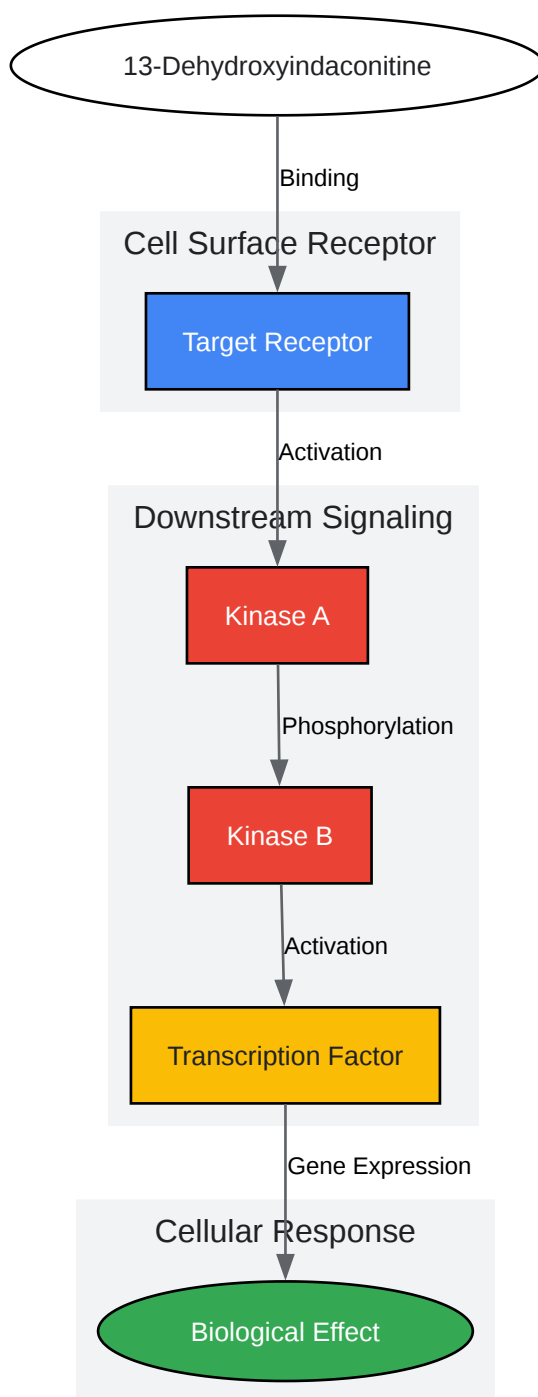 13-Dehydroxyindaconitine
Binding
Cell Surface Receptor
Target Receptor
Activation
Downstream Signaling
Kinase A
Phosphorylation
Kinase B
Activation
Transcription Factor
Gene Expression
Cellular Response
Biological Effect